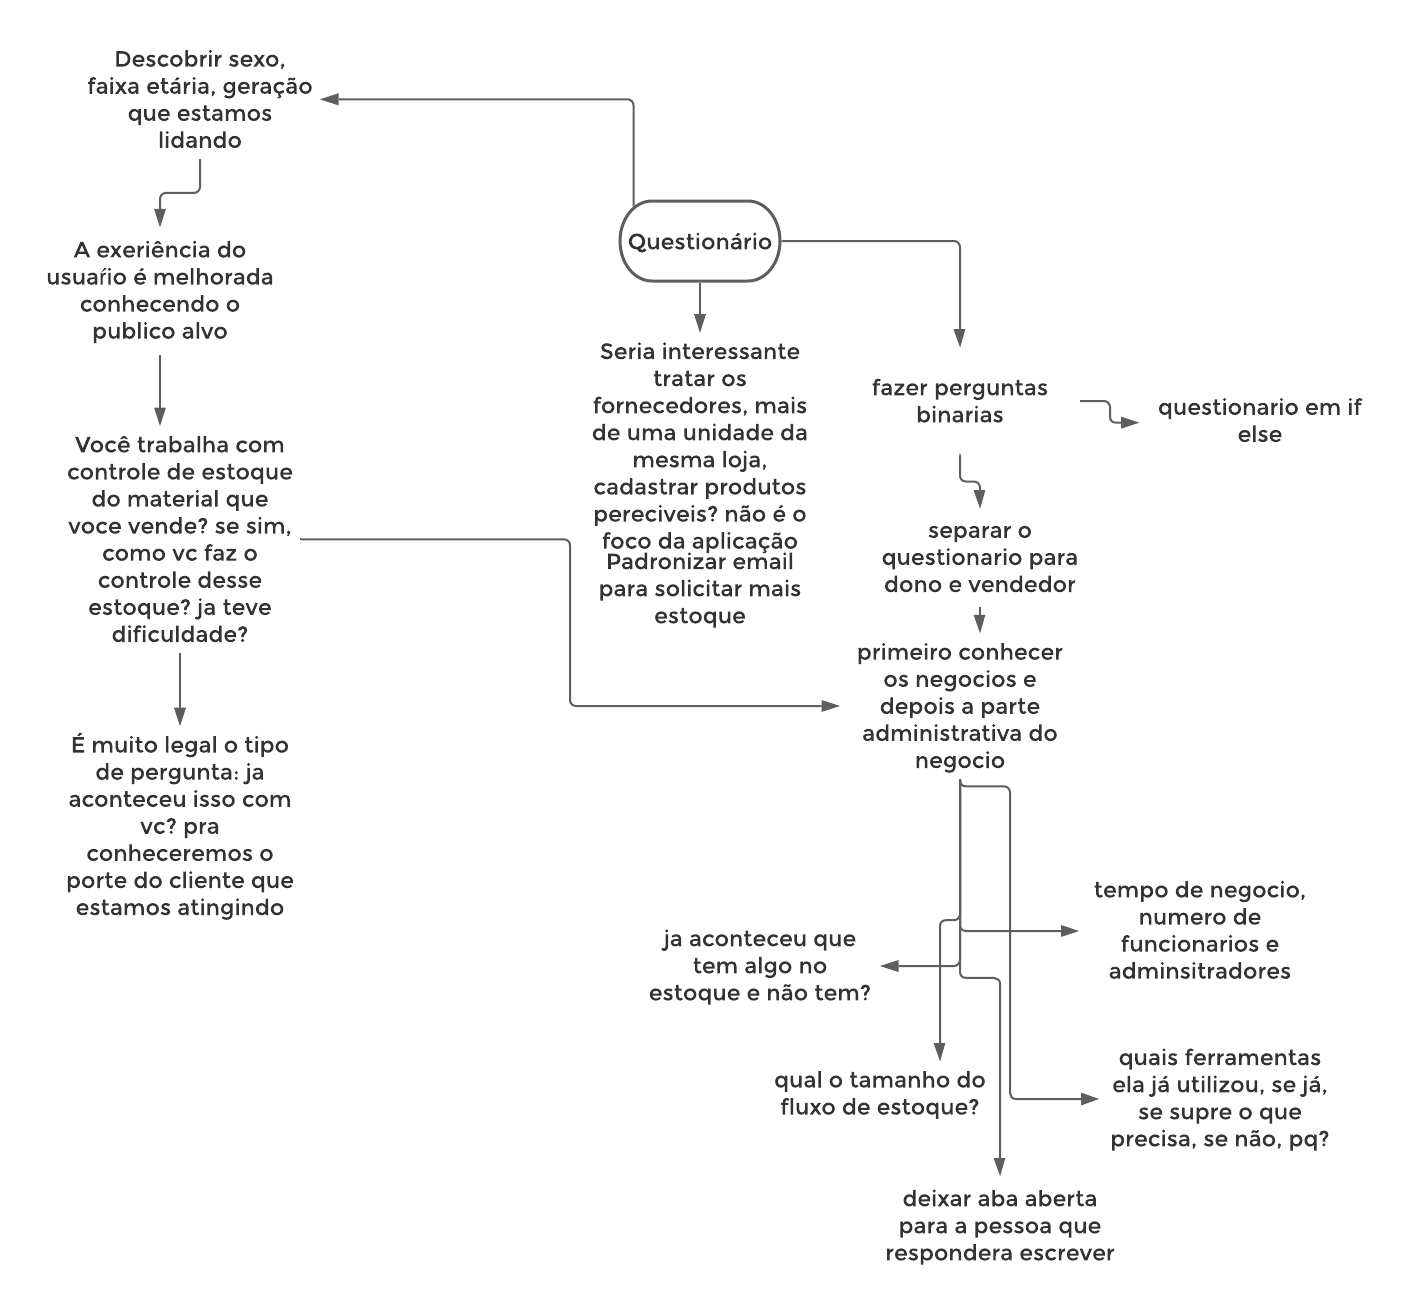 Descobrir sexo,
faixa etária, geração
que estamos
lidando
A exeriência do
usuaŕio é melhorada
conhecendo o
publico alvo
Você trabalha com
controle de estoque
do material que
voce vende? se sim,
como vc faz o
controle desse
estoque? ja teve
dificuldade?
É muito legal o tipo
de pergunta: ja
aconteceu isso com
vc? pra
conheceremos o
porte do cliente que
estamos atingindo
Questionário
Seria interessante
tratar os
fornecedores, mais
de uma unidade da
mesma loja,
cadastrar produtos
pereciveis? não é o
foco da aplicação
Padronizar email
para solicitar mais
estoque
fazer perguntas
binarias
questionario em if
else
separar o
questionario para
dono e vendedor
primeiro conhecer
os negocios e
depois a parte
administrativa do
negocio
ja aconteceu que
tem algo no
estoque e não tem?
tempo de negocio,
numero de
funcionarios e
adminsitradores
qual o tamanho do
fluxo de estoque?
quais ferramentas
ela já utilizou, se já,
se supre o que
precisa, se não, pq?
deixar aba aberta
para a pessoa que
respondera escrever